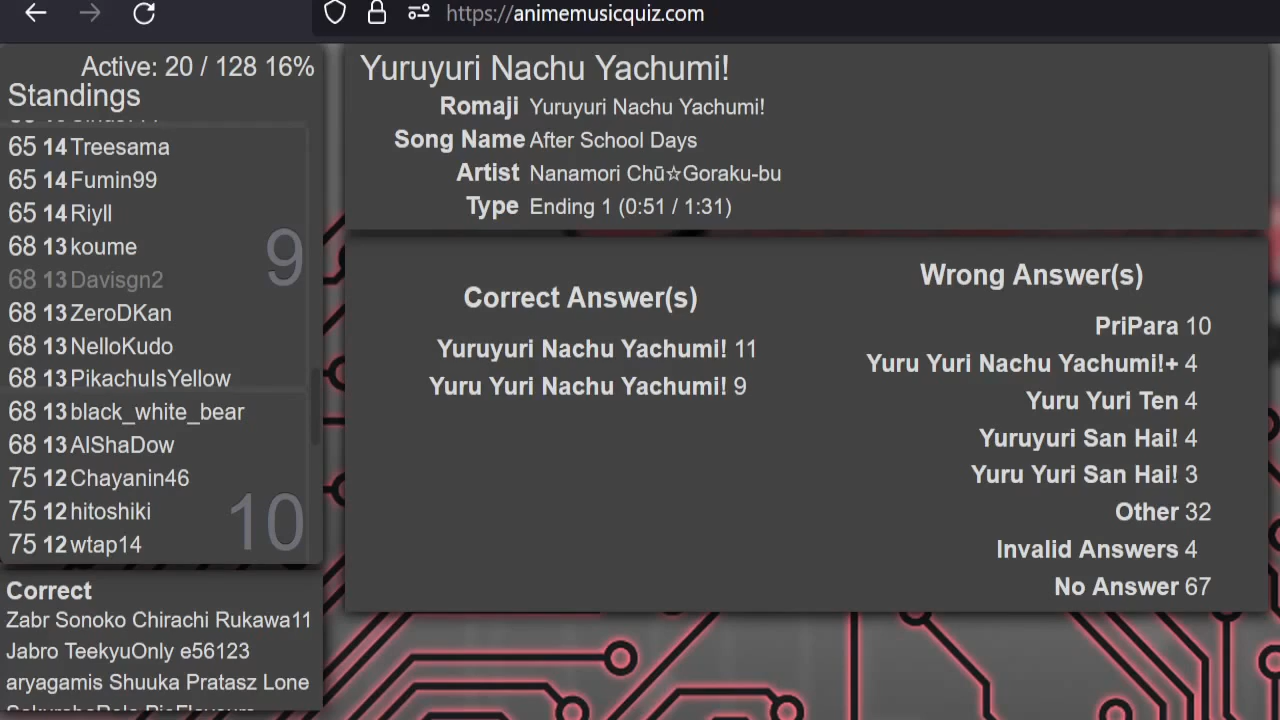 https://animemusicquiz.com
Active: 20 / 128 16%
Standings
65 14 Treesama
65 14 Fumin99
65 14 Riyll
68 13 koume
9
68 13 Davisgn2
68 13 ZeroDKan
68 13 NelloKudo
68 13 PikachuIsYellow
68 13 black_white_bear
68 13 AlShaDow
75 12 Chayanin46
75 12 hitoshiki
10
75 12 wtap14
Correct
Zabr Sonoko Chirachi Rukawa11
Jabro TeekyuOnly e56123
aryagamis Shuuka Pratasz Lone
Yuruyuri Nachu Yachumi!
Romaji Yuruyuri Nachu Yachumi!
Song Name After School Days
Artist Nanamori Chū☆Goraku-bu
Type Ending 1 (0:51 / 1:31)
Correct Answer(s)
Yuruyuri Nachu Yachumi! 11
Yuru Yuri Nachu Yachumi! 9
Wrong Answer(s)
PriPara 10
Yuru Yuri Nachu Yachumi!+ 4
Yuru Yuri Ten 4
Yuruyuri San Hai! 4
Yuru Yuri San Hai! 3
Other 32
Invalid Answers 4
No Answer 67